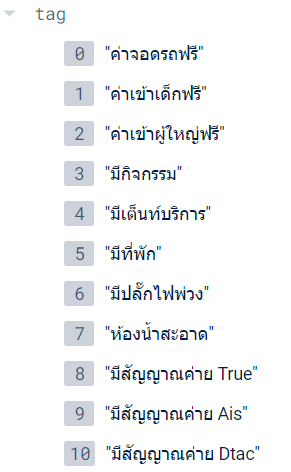 tag
0 "ค่าจอดรถฟรี"
1 "ค่าเข้าเด็กฟรี"
2 "ค่าเข้าผู้ใหญ่ฟรี"
3 "มีกิจกรรม"
4 "มีเต็นท์บริการ"
5 "มีที่พัก"
6 "มีปลั๊กไฟพ่วง"
7 "ห้องน้ำสะอาด"
8 "มีสัญญาณค่าย True"
9 "มีสัญญาณค่าย Ais"
10 "มีสัญญาณค่าย Dtac"